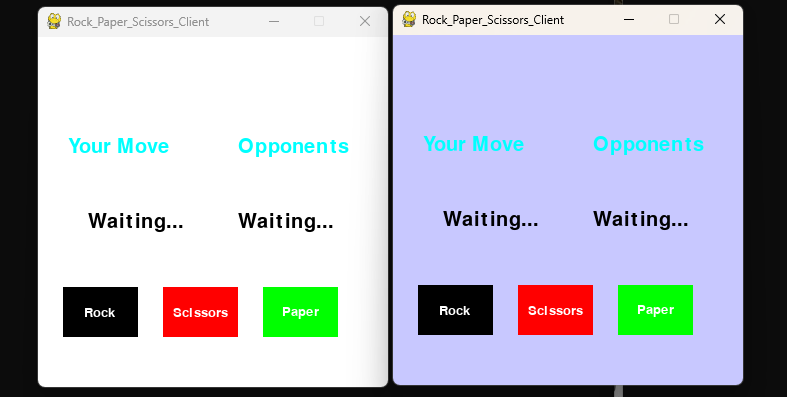 Rock_Paper_Scissors_Client
Your Move Opponents
Waiting... Waiting...
Rock Scissors Paper
Rock_Paper_Scissors_Client
Your Move Opponents
Waiting... Waiting...
Rock Scissors Paper